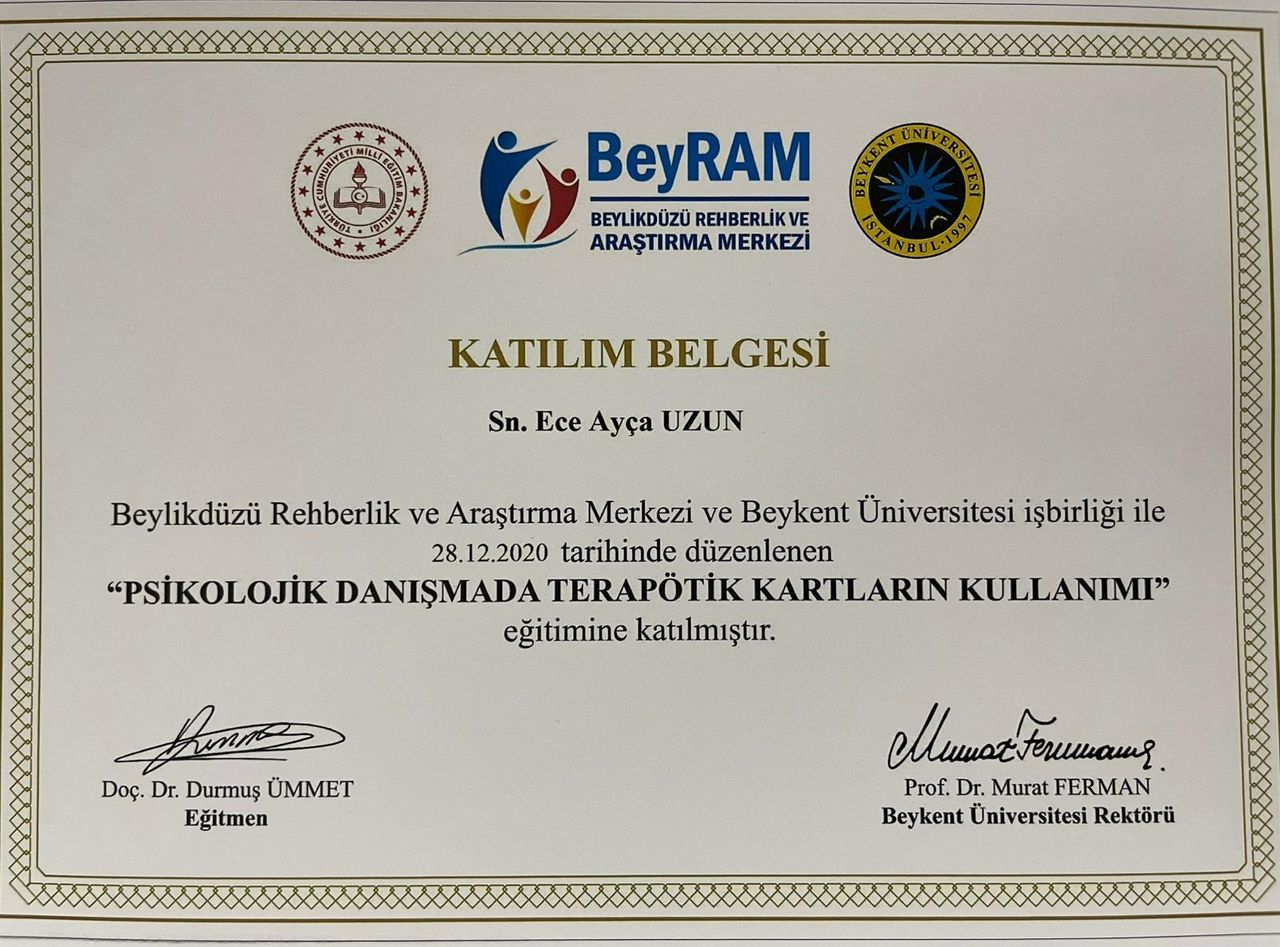 TÜRKİYE CUMHURİYETİ MİLLÎ EĞİTİM BAKANLIĞI
BeyRAM
BEYLİKDÜZÜ REHBERLİK VE
ARAŞTIRMA MERKEZİ
BEYKENT ÜNİVERSİTESİ
İSTANBUL·1997
KATILIM BELGESİ
Sn. Ece Ayça UZUN
Beylikdüzü Rehberlik ve Araştırma Merkezi ve Beykent Üniversitesi işbirliği ile
28.12.2020 tarihinde düzenlenen
“PSİKOLOJİK DANIŞMADA TERAPÖTİK KARTLARIN KULLANIMI”
eğitimine katılmıştır.
Doç. Dr. Durmuş ÜMMET
Eğitmen
Prof. Dr. Murat FERMAN
Beykent Üniversitesi Rektörü